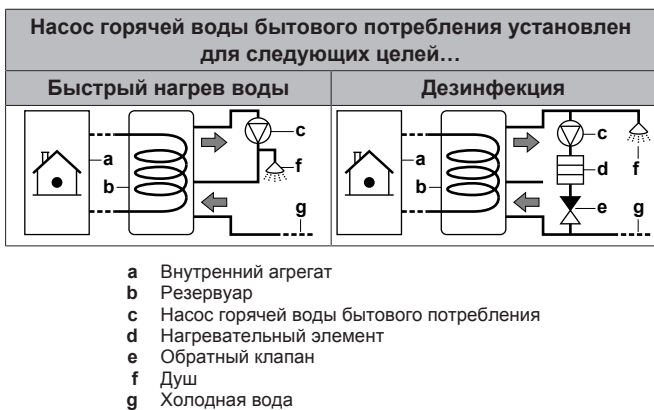 Насос горячей воды бытового потребления установлен
для следующих целей…
Быстрый нагрев воды Дезинфекция
a b c f g
a b c d e f g
a Внутренний агрегат
b Резервуар
c Насос горячей воды бытового потребления
d Нагревательный элемент
e Обратный клапан
f Душ
g Холодная вода